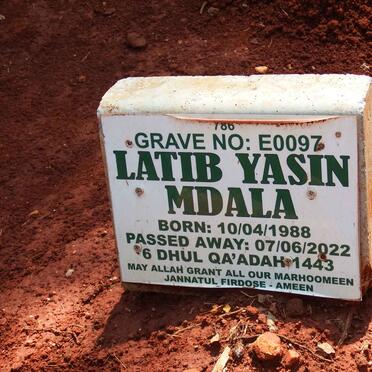 786
GRAVE NO: E0097
LATIB YASIN
MDALA
BORN: 10/04/1988
PASSED AWAY: 07/06/2022
6 DHUL QA'ADAH 1443
MAY ALLAH GRANT ALL OUR MARHOOMEEN
JANNATUL FIRDOSE - AMEEN